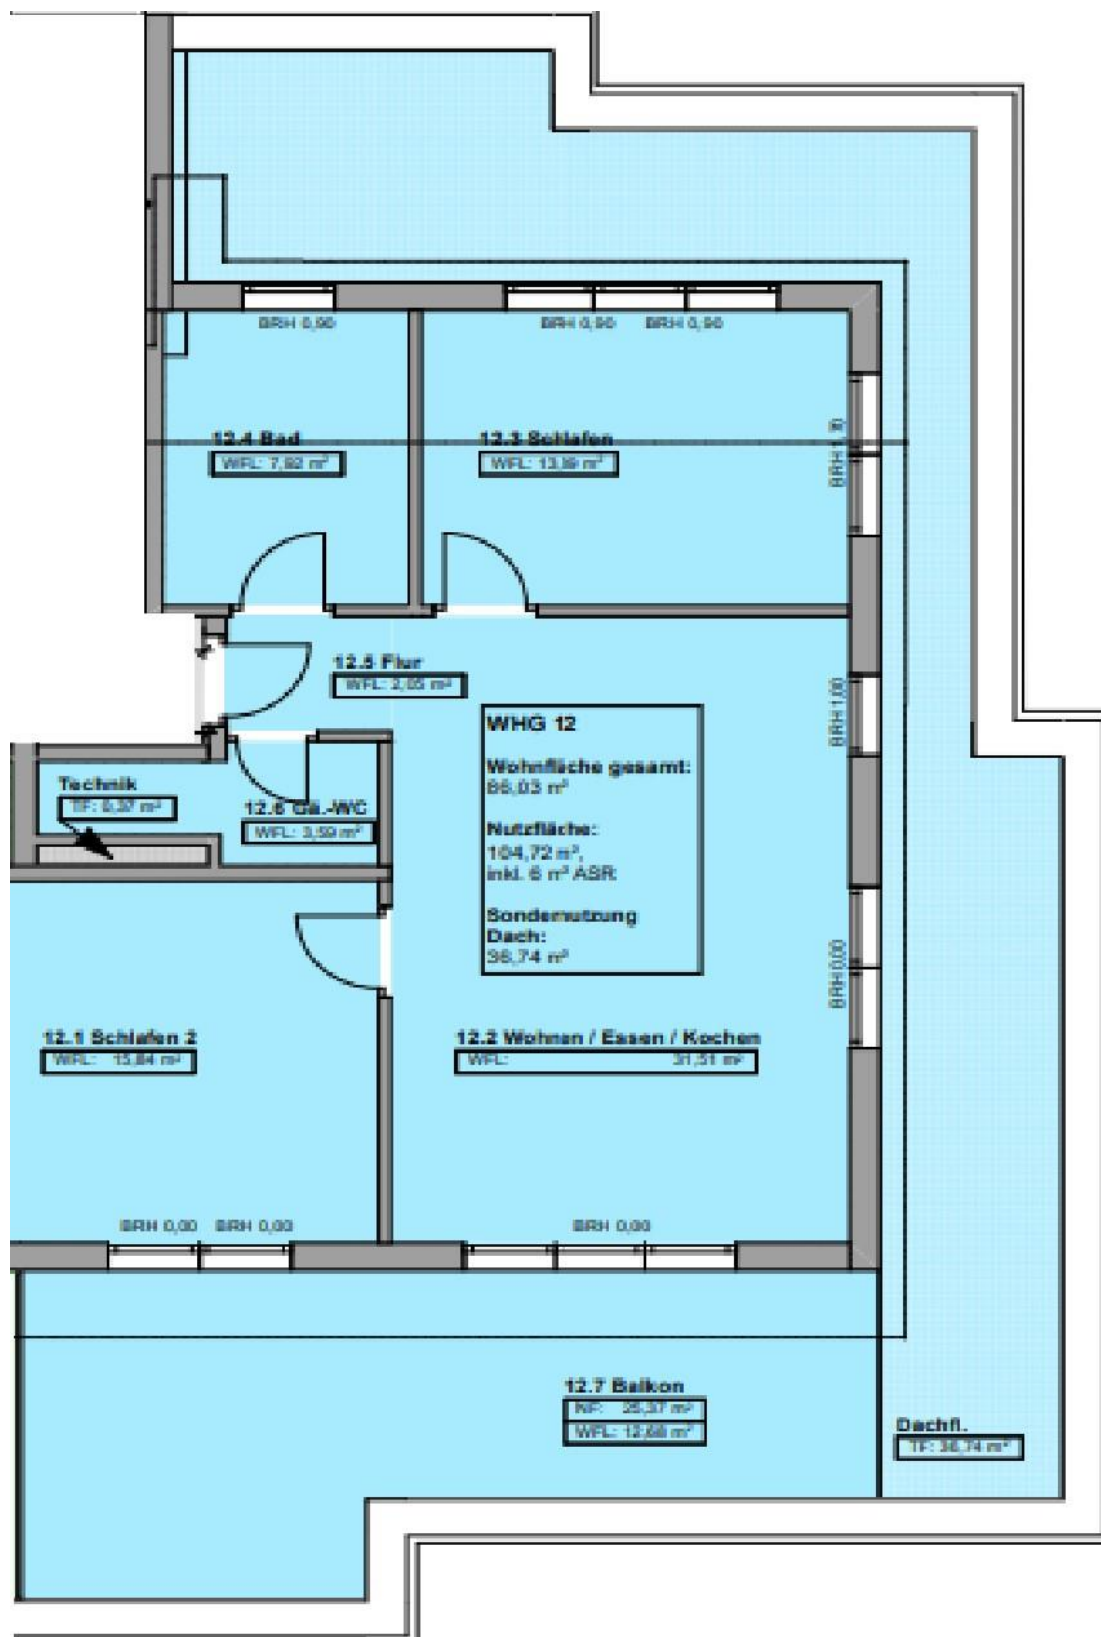 BRH 0,90
BRH 0,90
BRH 0,90
12.4 Bad
WFL: 7,92 m²
12.3 Schlafen
WFL: m²
BRH
12.5 Flur
WFL: 2,05 m²
BRH 1,00
WHG 12
Wohnfläche gesamt:
86,03 m²
Nutzfläche:
104,72 m²,
inkl. 6 m² ASR
Sondernutzung
Dach:
36,74 m²
Technik
TF: 0,37 m²
12.6 Gä.-WC
WFL: 3,59 m²
BRH 0,00
12.1 Schlafen 2
WFL: 15,84 m²
12.2 Wohnen / Essen / Kochen
WFL: 31,51 m²
BRH 0,00
BRH 0,00
BRH 0,00
12.7 Balkon
NF: 25,37 m²
WFL: 12,68 m²
Dachfl.
TF: 36,74 m²